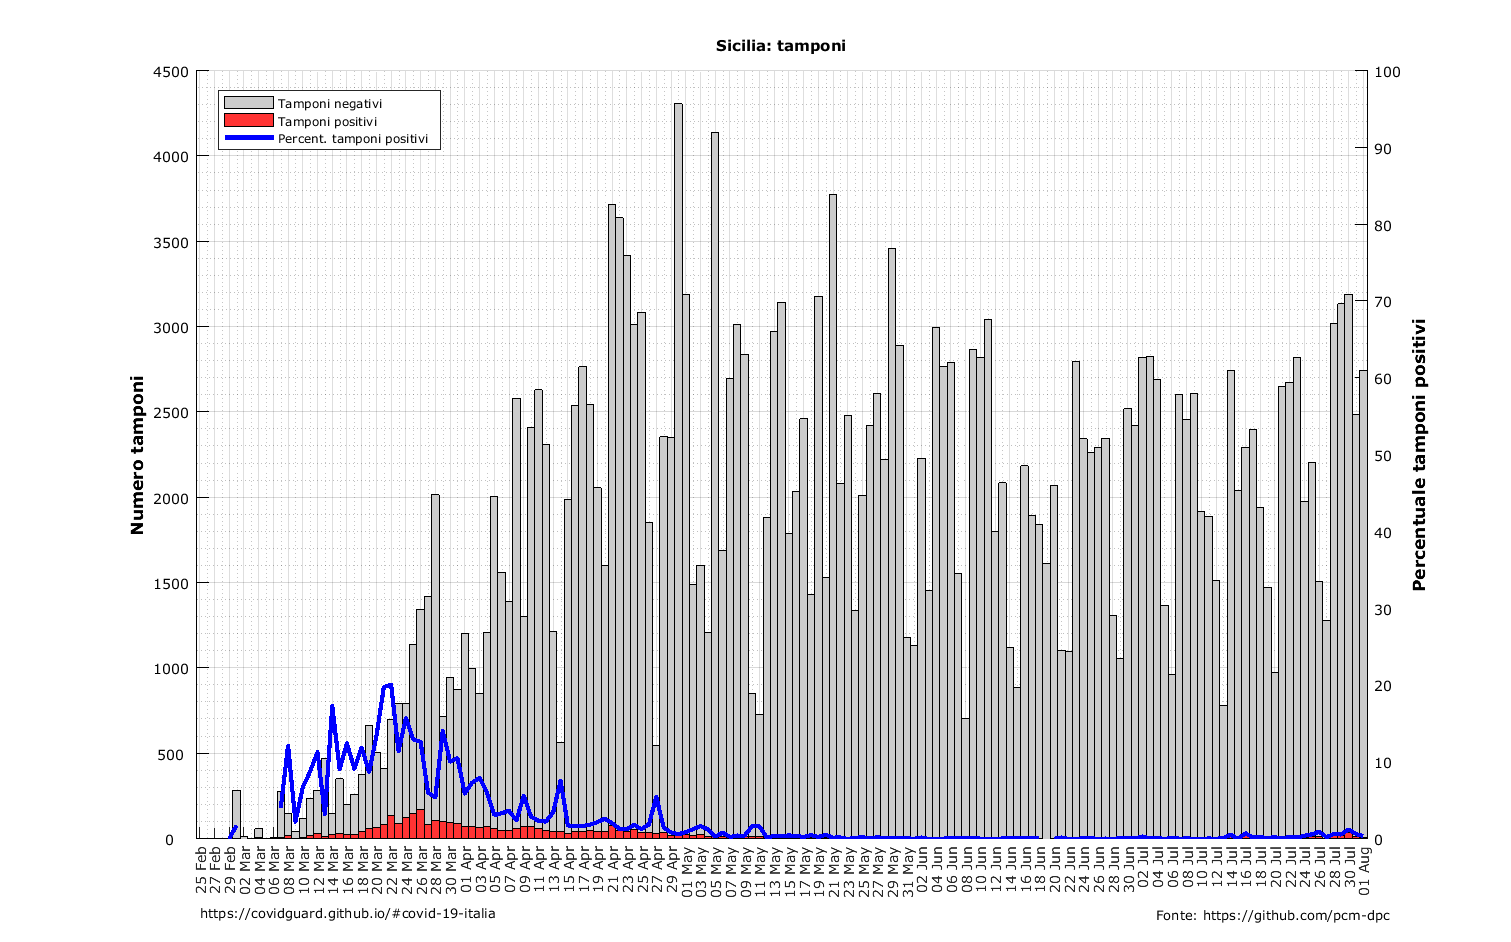 Sicilia: tamponi
Tamponi negativi
Tamponi positivi
Percent. tamponi positivi
Numero tamponi
4500
4000
3500
3000
2500
2000
1500
1000
500
0
100
90
80
70
60
50
40
30
20
10
0
Percentuale tamponi positivi
25 Feb
27 Feb
29 Feb
02 Mar
04 Mar
06 Mar
08 Mar
10 Mar
12 Mar
14 Mar
16 Mar
18 Mar
20 Mar
22 Mar
24 Mar
26 Mar
28 Mar
30 Mar
01 Apr
03 Apr
05 Apr
07 Apr
09 Apr
11 Apr
13 Apr
15 Apr
17 Apr
19 Apr
21 Apr
23 Apr
25 Apr
27 Apr
29 Apr
01 May
03 May
05 May
07 May
09 May
11 May
13 May
15 May
17 May
19 May
21 May
23 May
25 May
27 May
29 May
31 May
02 Jun
04 Jun
06 Jun
08 Jun
10 Jun
12 Jun
14 Jun
16 Jun
18 Jun
20 Jun
22 Jun
24 Jun
26 Jun
28 Jun
30 Jun
02 Jul
04 Jul
06 Jul
08 Jul
10 Jul
12 Jul
14 Jul
16 Jul
18 Jul
20 Jul
22 Jul
24 Jul
26 Jul
28 Jul
30 Jul
01 Aug
https://covidguard.github.io/#covid-19-italia
Fonte: https://github.com/pcm-dpc